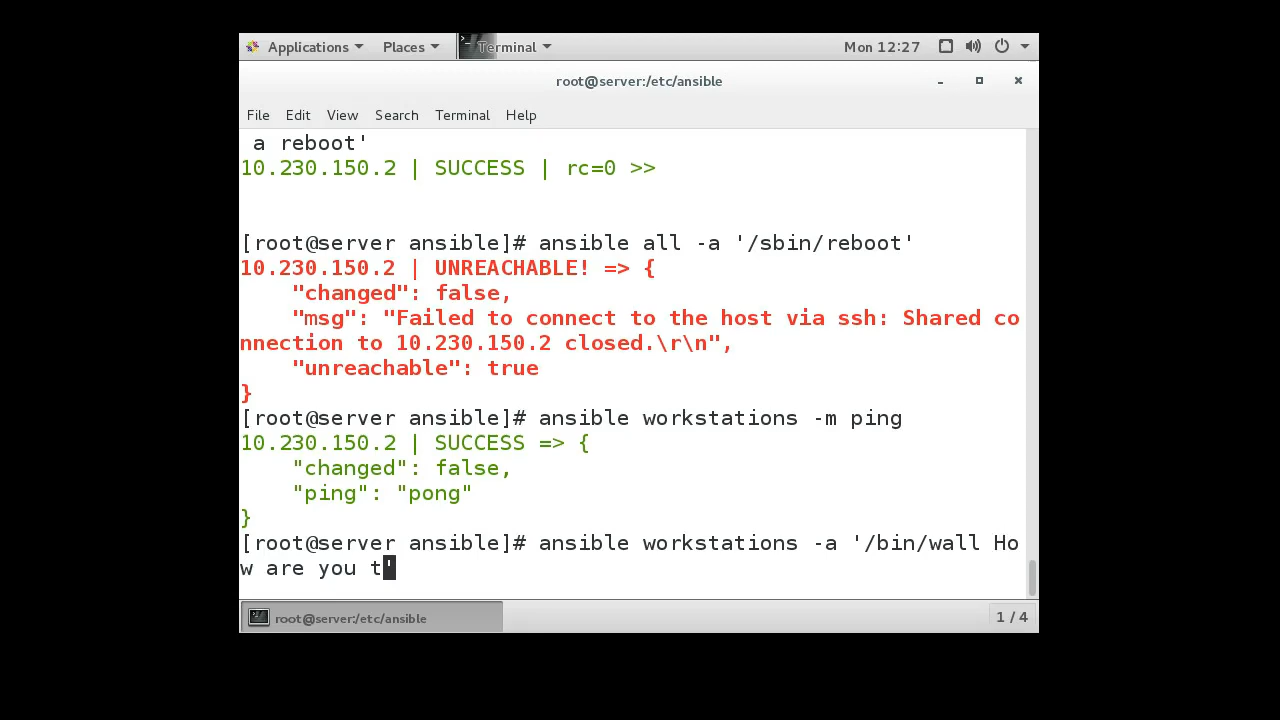 Applications Places Terminal Mon 12:27
root@server:/etc/ansible
File Edit View Search Terminal Help
 a reboot'
10.230.150.2 | SUCCESS | rc=0 >>
[root@server ansible]# ansible all -a '/sbin/reboot'
10.230.150.2 | UNREACHABLE! => {
    "changed": false,
    "msg": "Failed to connect to the host via ssh: Shared co
nnection to 10.230.150.2 closed.\r\n",
    "unreachable": true
}
[root@server ansible]# ansible workstations -m ping
10.230.150.2 | SUCCESS => {
    "changed": false,
    "ping": "pong"
}
[root@server ansible]# ansible workstations -a '/bin/wall Ho
w are you t'
root@server:/etc/ansible 1 / 4